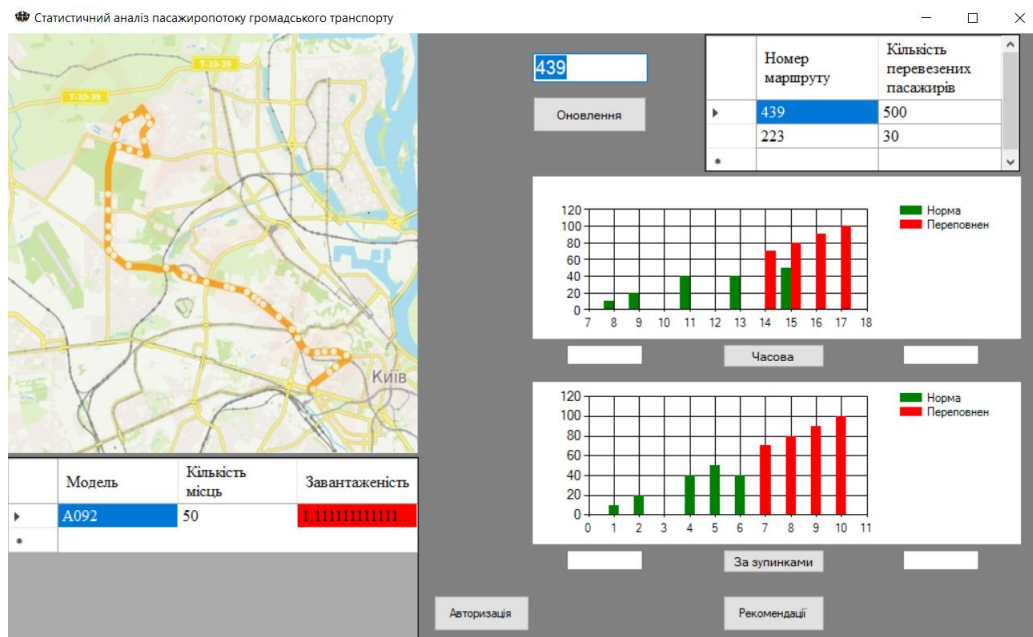 Статистичний аналіз пасажиропотоку громадського транспорту
Т-10-39
Т-10-39
Київ
439
Оновлення
Номер
маршруту
Кількість
перевезених
пасажирів
439 500
223 30
120
100
80
60
40
20
0
7 8 9 10 11 12 13 14 15 16 17 18
Норма
Переповнен
Часова
120
100
80
60
40
20
0
0 1 2 3 4 5 6 7 8 9 10 11
Норма
Переповнен
За зупинками
Модель
Кількість
місць
Завантаженість
A092 50 1,111111111111...
Авторизація
Рекомендації